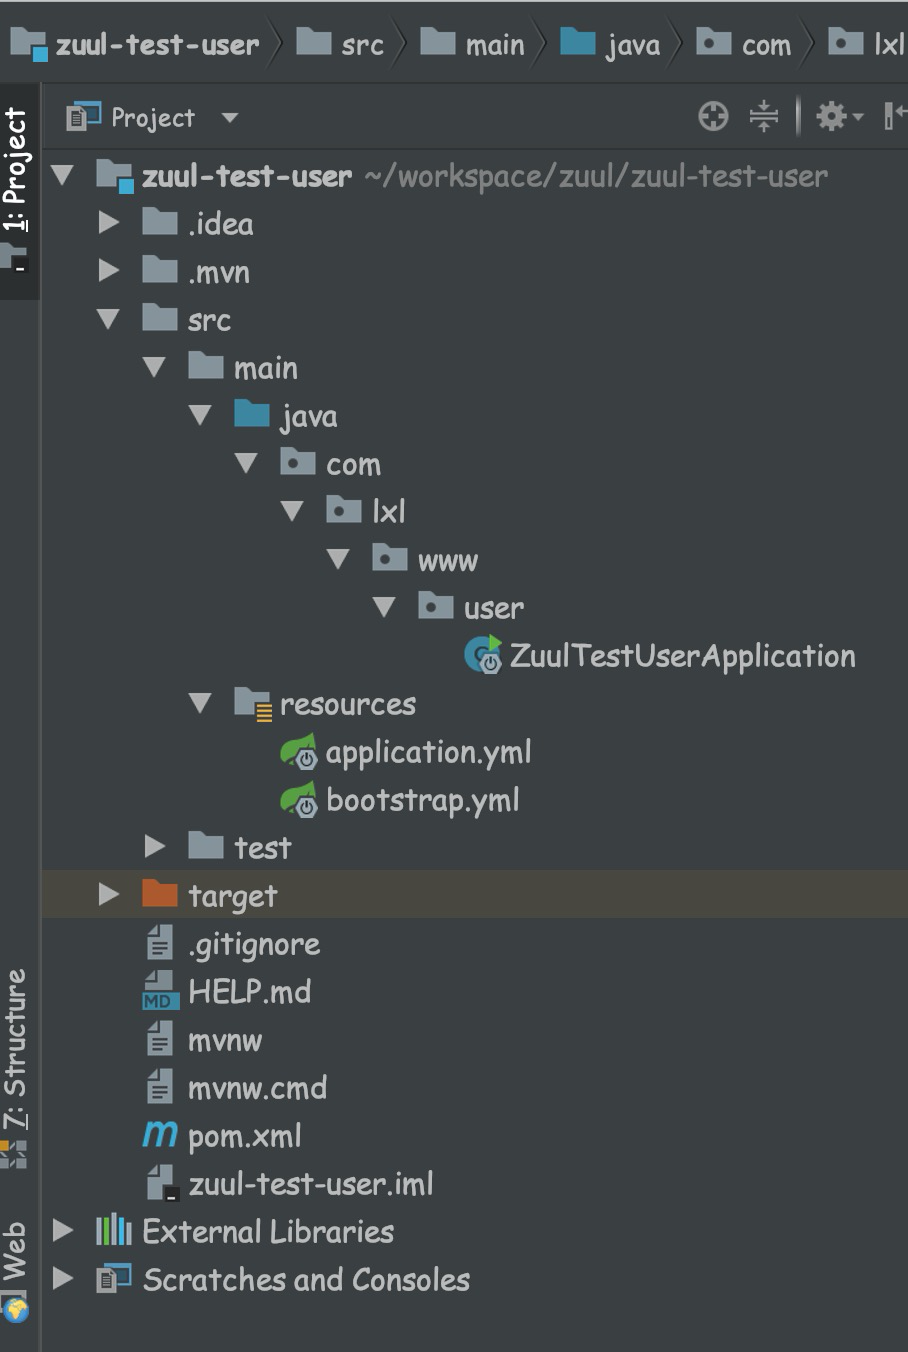 zuul-test-user src main java com lxl
Project
1: Project
zuul-test-user ~/workspace/zuul/zuul-test-user
.idea
.mvn
src
main
java
com
lxl
www
user
C ZuulTestUserApplication
resources
application.yml
bootstrap.yml
test
target
.gitignore
MD HELP.md
mvnw
mvnw.cmd
m pom.xml
zuul-test-user.iml
External Libraries
Scratches and Consoles
7: Structure
Web